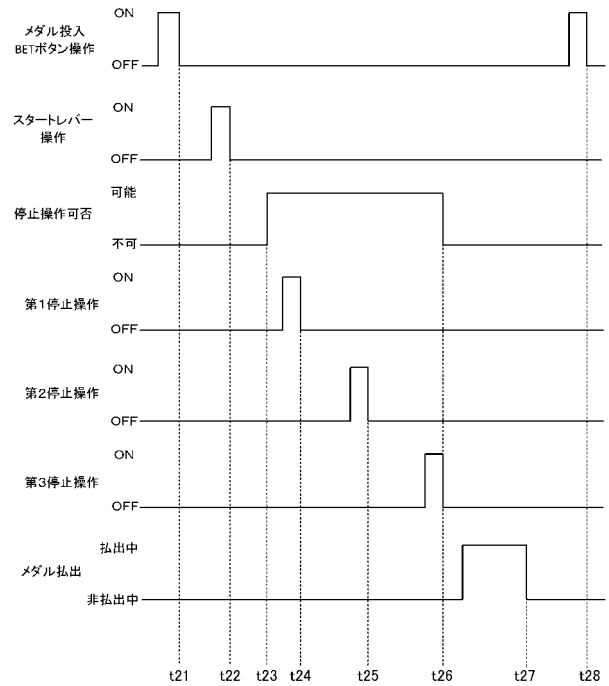 メダル投入
BETボタン操作
ON
OFF
スタートレバー
操作
ON
OFF
停止操作可否
可能
不可
第1停止操作
ON
OFF
第2停止操作
ON
OFF
第3停止操作
ON
OFF
メダル払出
払出中
非払出中
t21 t22 t23 t24 t25 t26 t27 t28